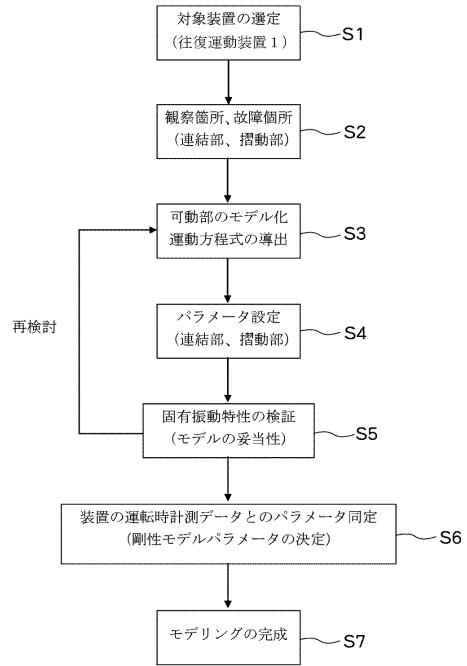 対象装置の選定
（往復運動装置１）
S1
観察箇所、故障個所
（連結部、摺動部）
S2
可動部のモデル化
運動方程式の導出
S3
再検討
パラメータ設定
（連結部、摺動部）
S4
固有振動特性の検証
（モデルの妥当性）
S5
装置の運転時計測データとのパラメータ同定
（剛性モデルパラメータの決定）
S6
モデリングの完成
S7